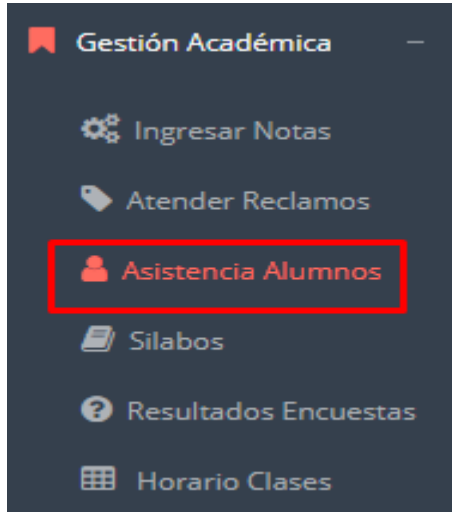 Gestión Académica
Ingresar Notas
Atender Reclamos
Asistencia Alumnos
Silabos
Resultados Encuestas
Horario Clases